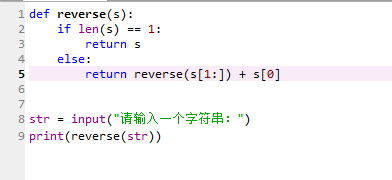 1 def reverse(s):
2     if len(s) == 1:
3         return s
4     else:
5         return reverse(s[1:]) + s[0]
6
7
8 str = input("请输入一个字符串：")
9 print(reverse(str))